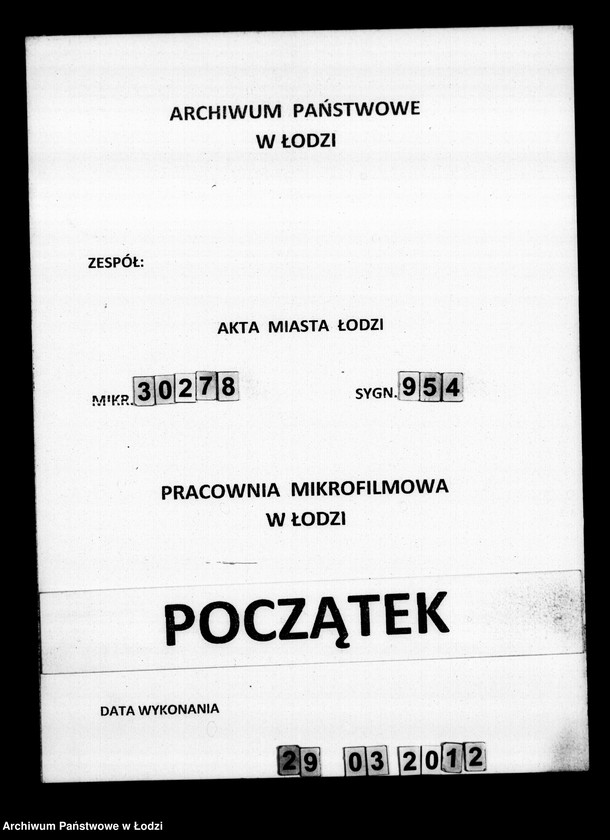 ARCHIWUM PAŃSTWOWE
W ŁODZI
ZESPÓŁ:
AKTA MIASTA ŁODZI
MIKR. 30278 SYGN. 954
PRACOWNIA MIKROFILMOWA
W ŁODZI
POCZĄTEK
DATA WYKONANIA
29 03 2012
Archiwum Państwowe w Łodzi